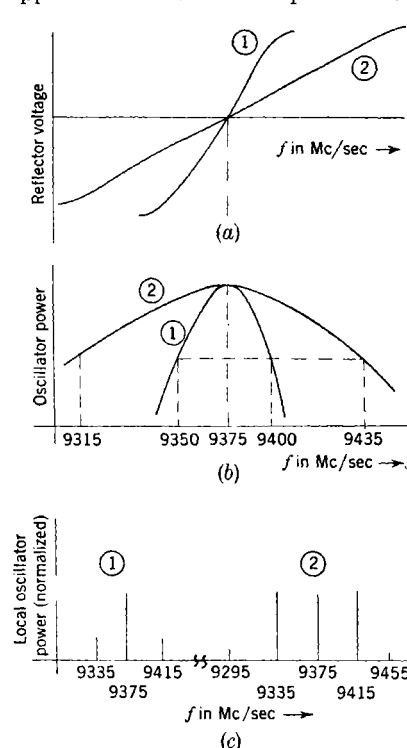 ①
②
Reflector voltage
f in Mc/sec →
(a)
②
①
Oscillator power
9315 9350 9375 9400 9435
f in Mc/sec →
(b)
Local oscillator
power (normalized)
① ②
9335 9415 9295 9375 9455
9375 9335 9415
f in Mc/sec →
(c)